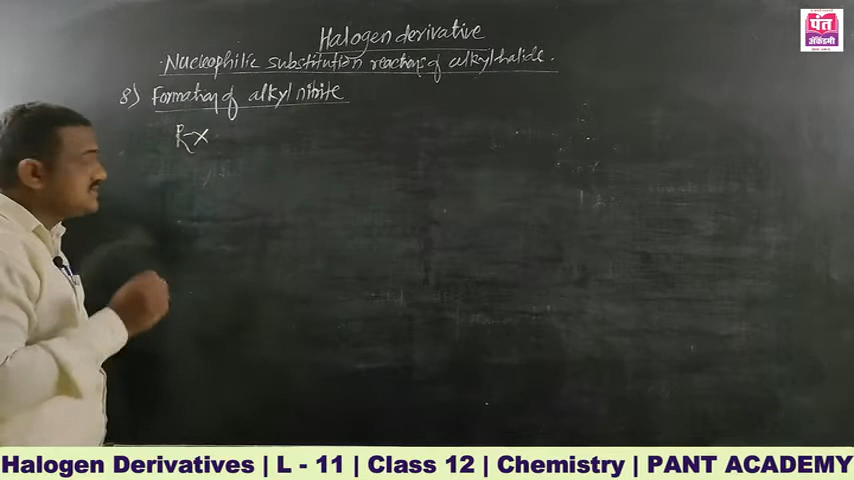 Halogen derivative
पंत
अॅकॅडमी
Nucleophilic substitution reactions of alkyl halide.
8) Formation of alkyl nitrite
R-X
Halogen Derivatives | L - 11 | Class 12 | Chemistry | PANT ACADEMY